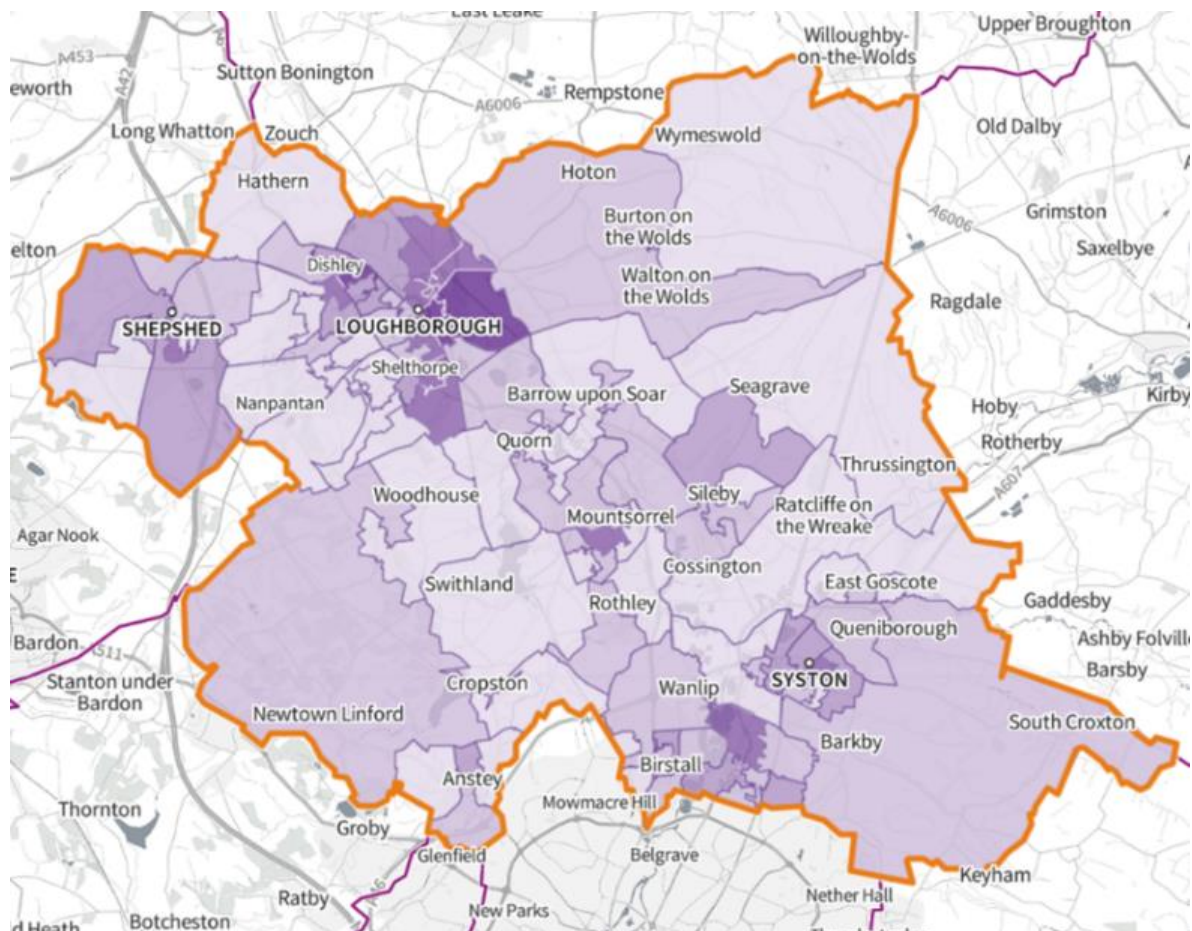 East Leake
Upper Broughton
Willoughby-
on-the-Wolds
A453
A6
A42
Sutton Bonington
eworth
A6006
Rempstone
Long Whatton
Zouch
Wymeswold
Old Dalby
Hathern
Hoton
A6006
Grimston
Burton on
the Wolds
elton
Saxelbye
Dishley
Walton on
the Wolds
Ragdale
SHEPSHED
LOUGHBOROUGH
Shelthorpe
Seagrave
Barrow upon Soar
Kirby
Nanpantan
Hoby
Quorn
Rotherby
Thrussington
A607
Woodhouse
Sileby
Ratcliffe on
the Wreake
Mountsorrel
Agar Nook
Cossington
East Goscote
Swithland
Rothley
Gaddesby
Queniborough
Bardon
Ashby Folville
A511
Barsby
Stanton under
Bardon
SYSTON
Cropston
Wanlip
Newtown Linford
South Croxton
Barkby
Birstall
Anstey
Thornton
Mowmacre Hill
Groby
Glenfield
Belgrave
Keyham
Ratby
A6
Nether Hall
New Parks
Botcheston
d Heath